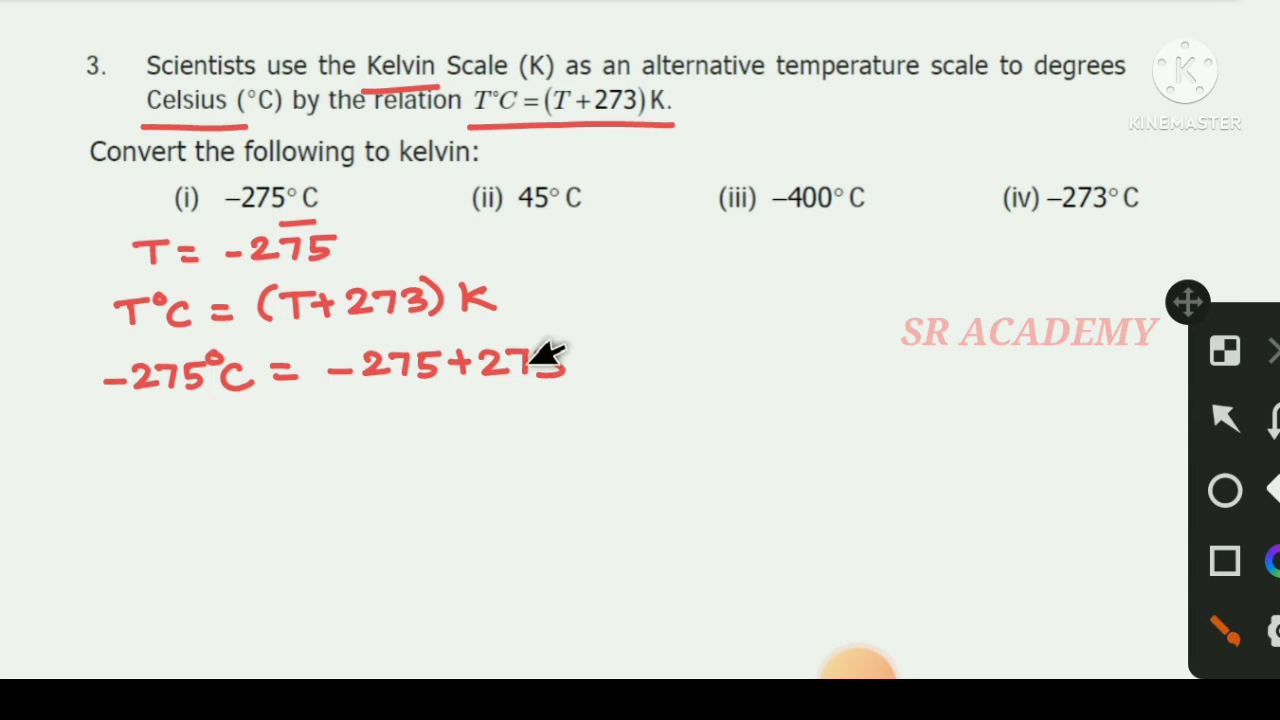 3. Scientists use the Kelvin Scale (K) as an alternative temperature scale to degrees
Celsius (°C) by the relation T°C = (T + 273) K.
KINEMASTER
Convert the following to kelvin:
(i) –275° C (ii) 45° C (iii) –400° C (iv) –273° C
T = -275
T°C = (T+273) K
SR ACADEMY
-275°C = -275+273